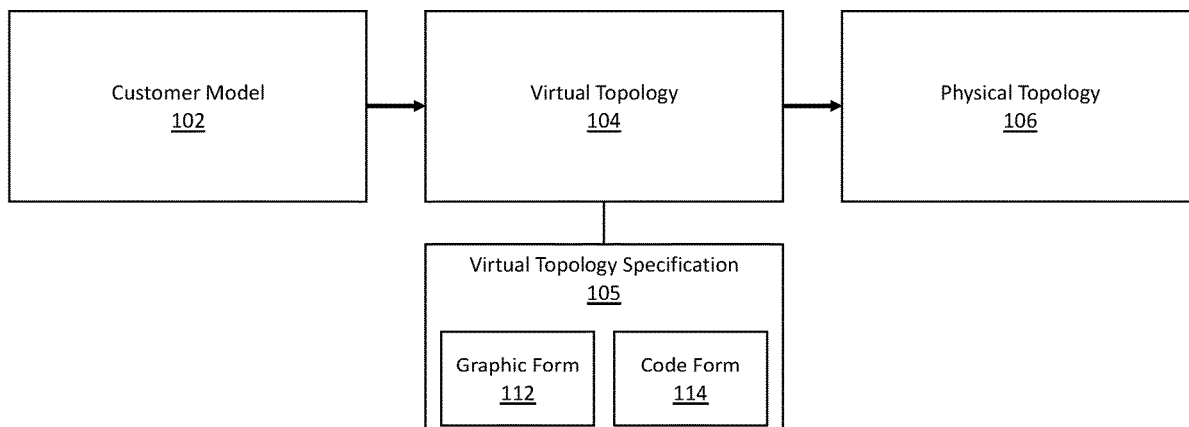 Customer Model
102
Virtual Topology
104
Physical Topology
106
Virtual Topology Specification
105
Graphic Form
112
Code Form
114